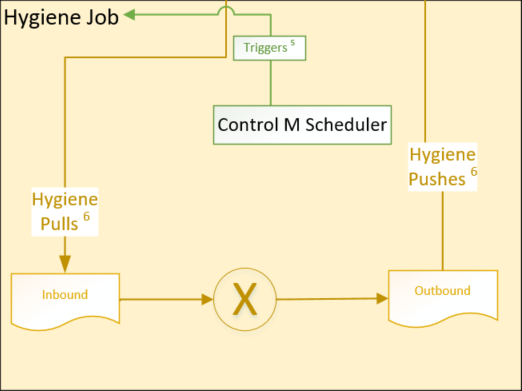 Hygiene Job
Triggers 5
Control M Scheduler
Hygiene
Pushes 6
Hygiene
Pulls 6
Inbound
X
Outbound